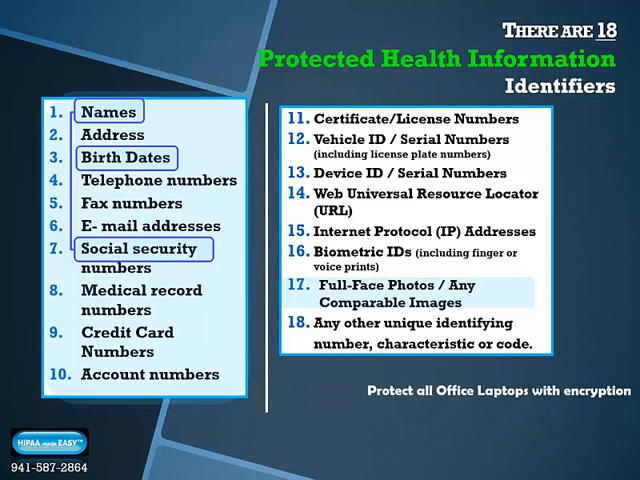 THERE ARE 18
Protected Health Information
Identifiers
1. Names
2. Address
3. Birth Dates
4. Telephone numbers
5. Fax numbers
6. E- mail addresses
7. Social security
numbers
8. Medical record
numbers
9. Credit Card
Numbers
10. Account numbers
11. Certificate/License Numbers
12. Vehicle ID / Serial Numbers
(including license plate numbers)
13. Device ID / Serial Numbers
14. Web Universal Resource Locator
(URL)
15. Internet Protocol (IP) Addresses
16. Biometric IDs (including finger or
voice prints)
17. Full-Face Photos / Any
Comparable Images
18. Any other unique identifying
number, characteristic or code.
Protect all Office Laptops with encryption
HIPAA made EASY™
941-587-2864